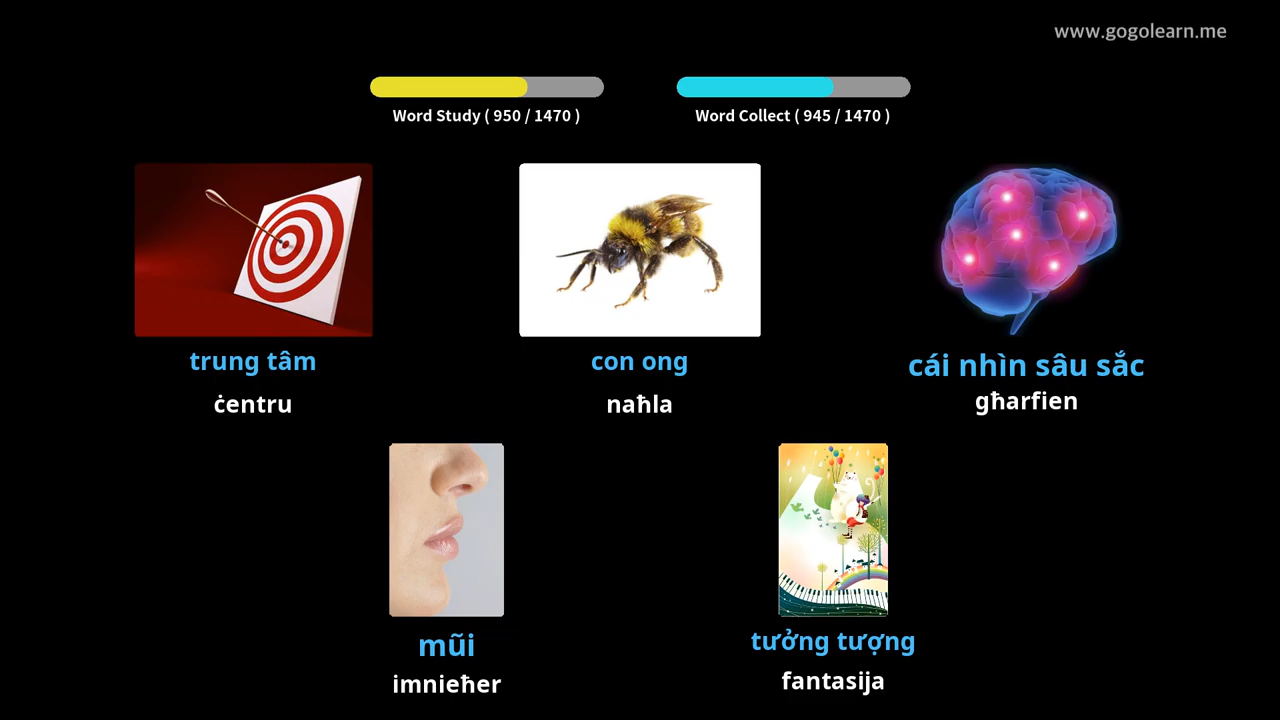 www.gogolearn.me
Word Study ( 950 / 1470 )
Word Collect ( 945 / 1470 )
trung tâm
ċentru
con ong
naħla
cái nhìn sâu sắc
għarfien
mũi
imnieħer
tưởng tượng
fantasija